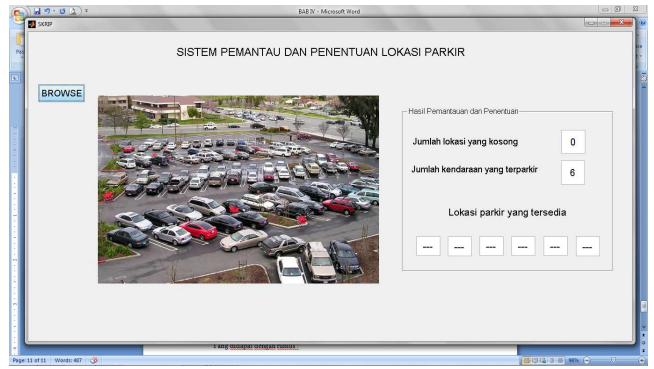 BAB IV - Microsoft Word
SKRIP
SISTEM PEMANTAU DAN PENENTUAN LOKASI PARKIR
BROWSE
Hasil Pemantauan dan Penentuan
Jumlah lokasi yang kosong 0
Jumlah kendaraan yang terparkir 6
Lokasi parkir yang tersedia
--- --- --- --- --- ---
Page: 11 of 11 Words: 487
98%